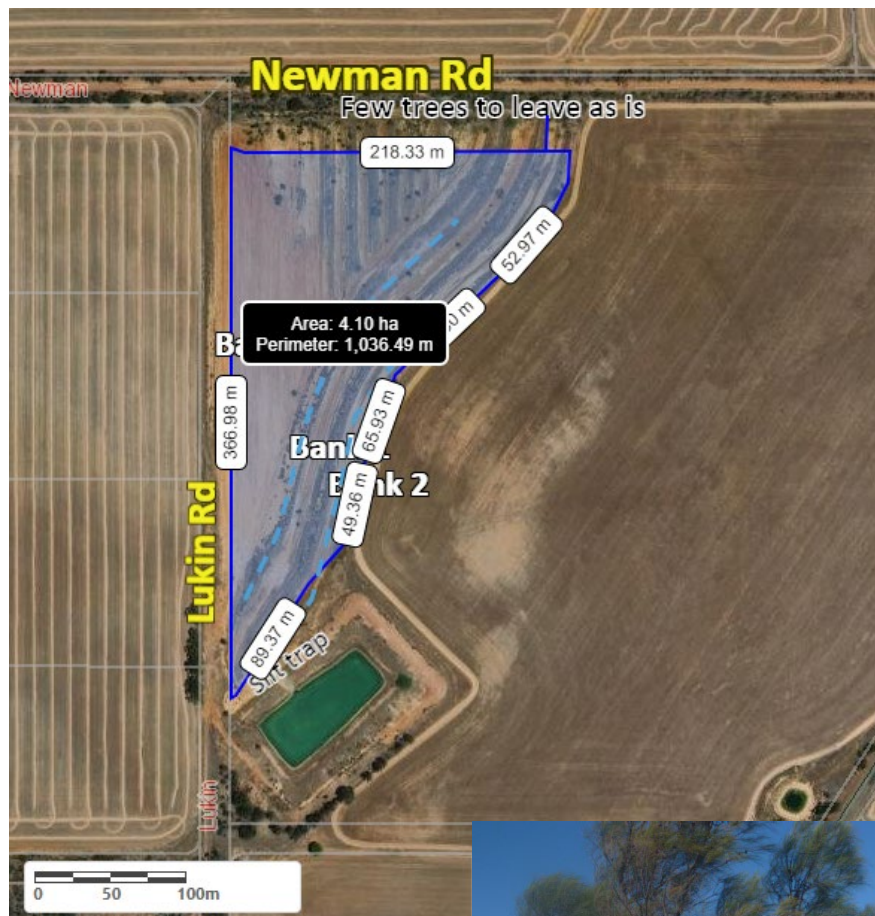 Newman Rd
Newman
Few trees to leave as is
218.33 m
52.97 m
Area: 4.10 ha
Perimeter: 1,036.49 m
366.98 m
65.93 m
Bank 2
49.36 m
Lukin Rd
89.37 m
Silt trap
Lukin
0 50 100m